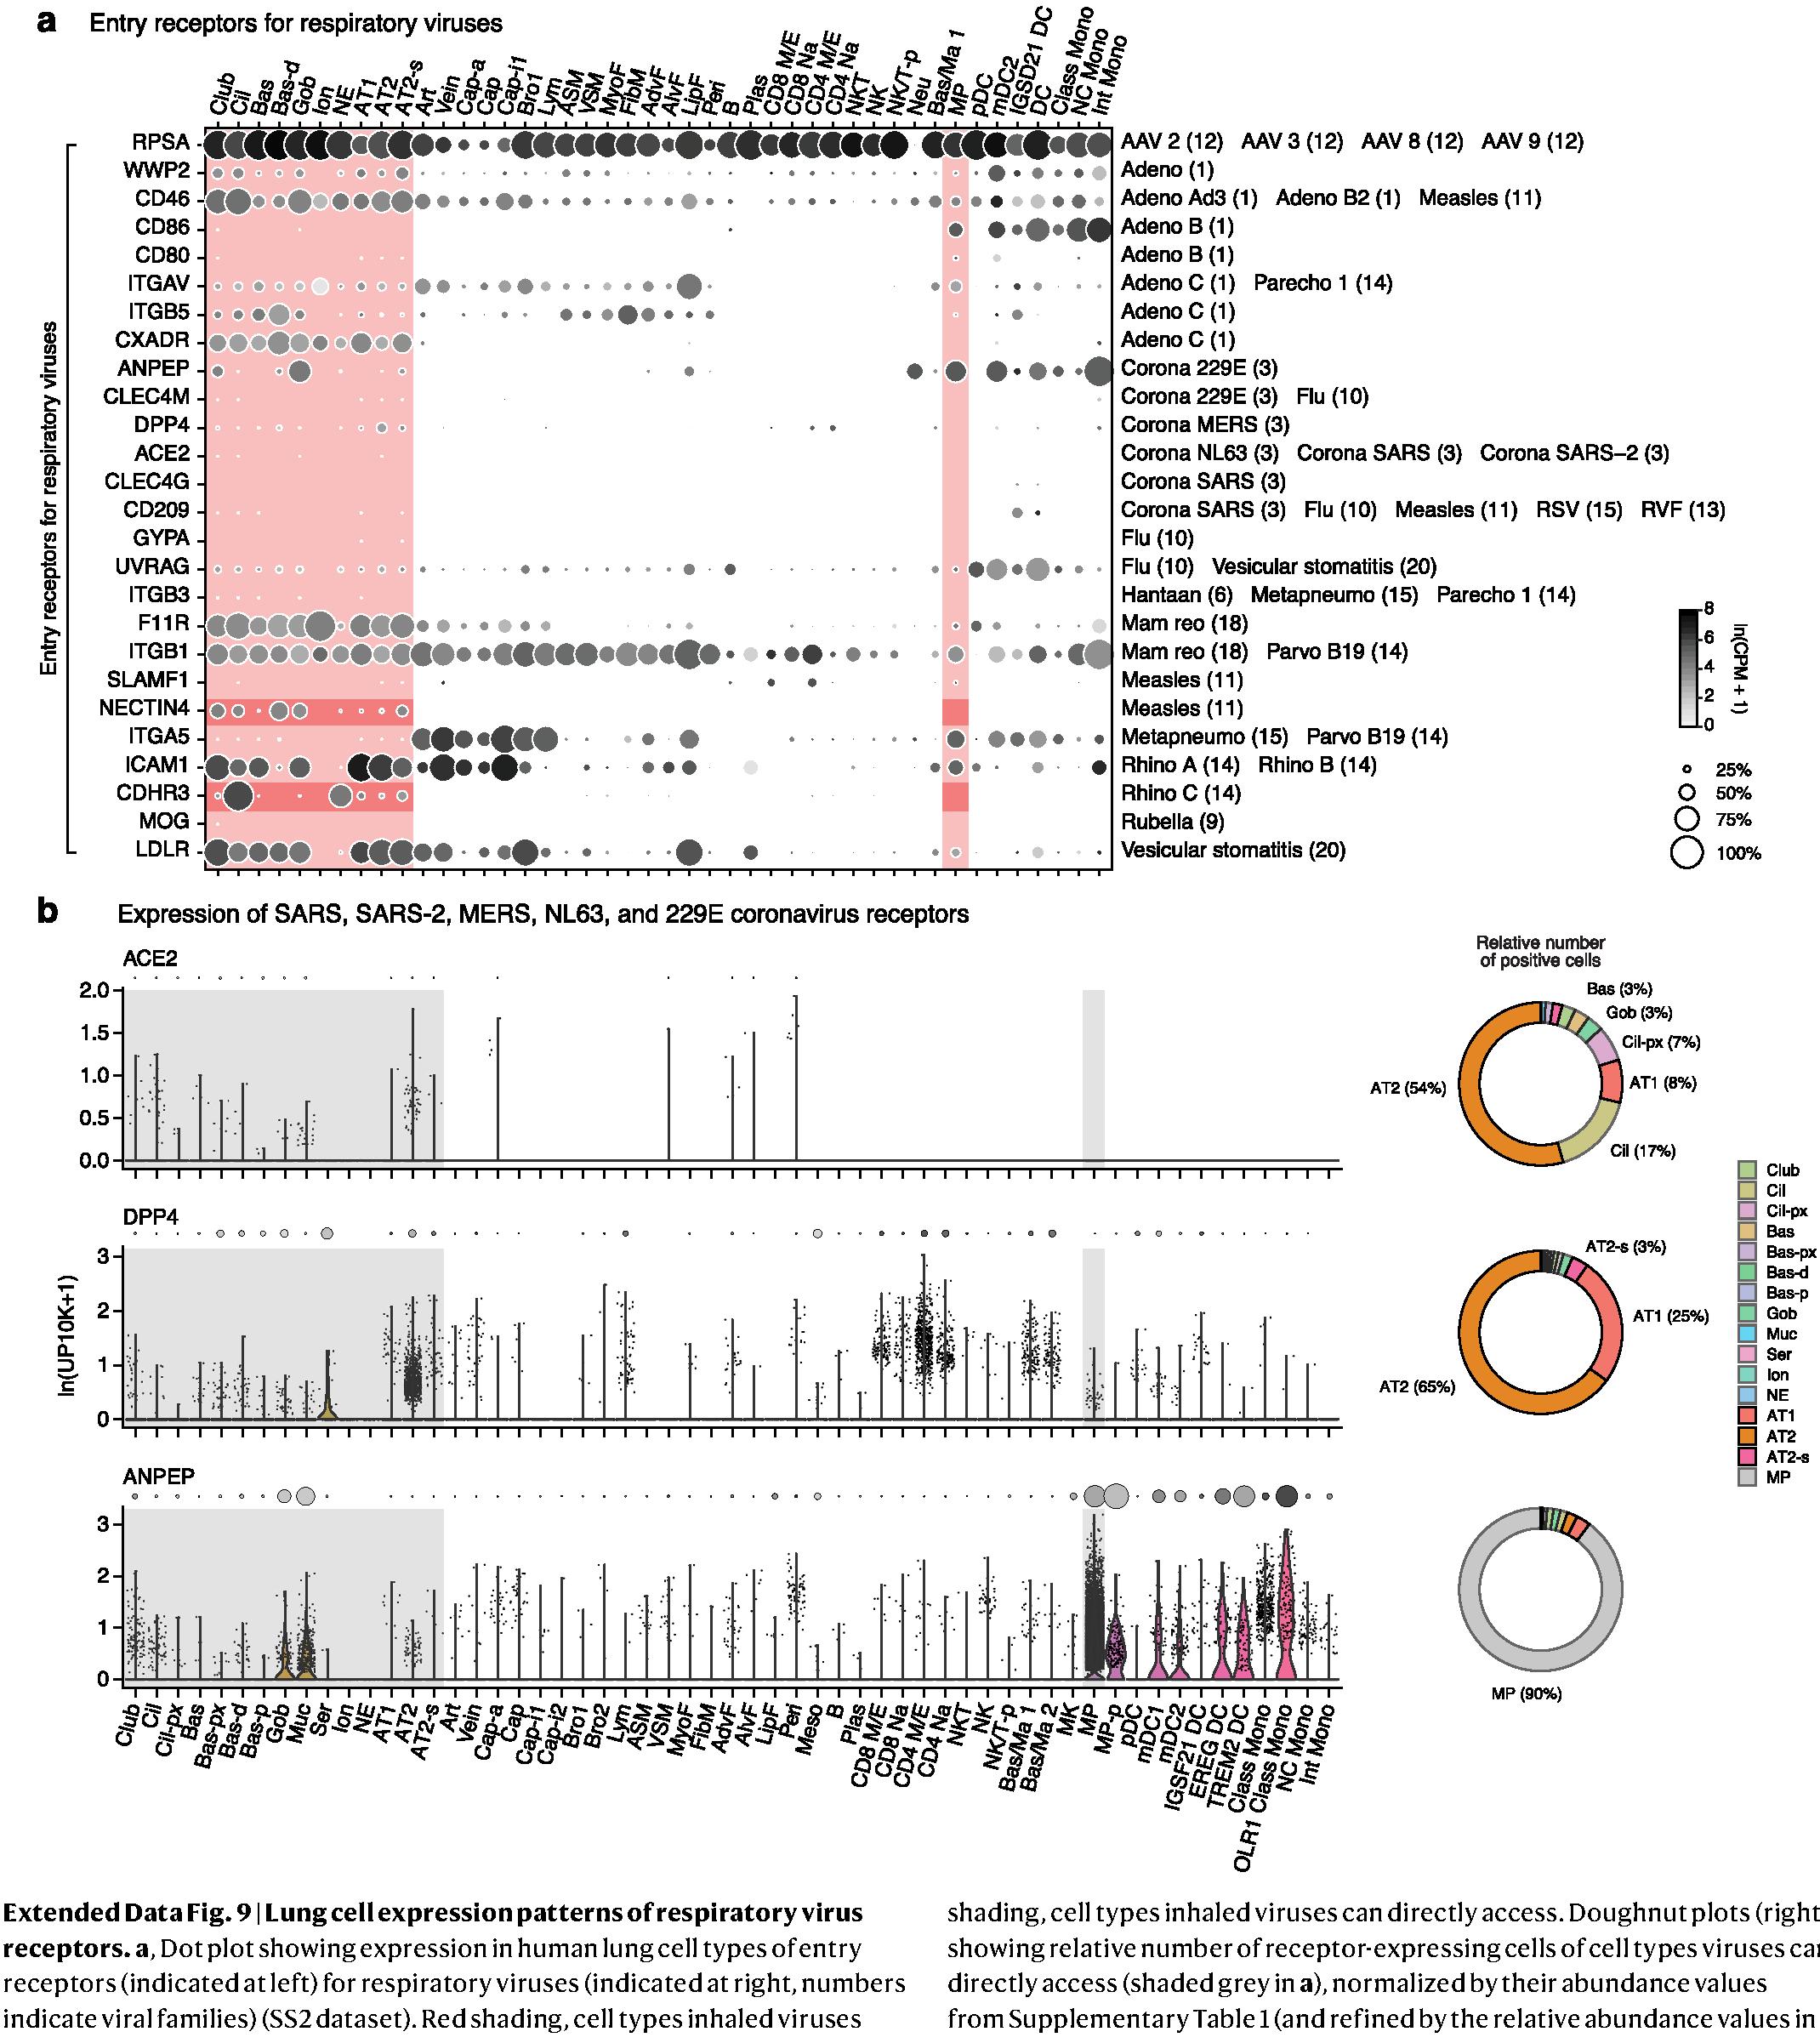 a Entry receptors for respiratory viruses
Club Cil Bas Bas-d Gob Ion NE AT1 AT2 AT2-s Art Vein Cap-a Cap Cap-i1 Bro1 Lym ASM VSM MyoF FibM AdvF AlvF LipF Peri B Plas CD8 M/E CD8 Na CD4 M/E CD4 Na NKT NK NK/T-p Neu Bas/Ma 1 MP pDC mDC2 IGSD21 DC DC Class Mono NC Mono Int Mono
Entry receptors for respiratory viruses
RPSA AAV 2 (12) AAV 3 (12) AAV 8 (12) AAV 9 (12)
WWP2 Adeno (1)
CD46 Adeno Ad3 (1) Adeno B2 (1) Measles (11)
CD86 Adeno B (1)
CD80 Adeno B (1)
ITGAV Adeno C (1) Parecho 1 (14)
ITGB5 Adeno C (1)
CXADR Adeno C (1)
ANPEP Corona 229E (3)
CLEC4M Corona 229E (3) Flu (10)
DPP4 Corona MERS (3)
ACE2 Corona NL63 (3) Corona SARS (3) Corona SARS–2 (3)
CLEC4G Corona SARS (3)
CD209 Corona SARS (3) Flu (10) Measles (11) RSV (15) RVF (13)
GYPA Flu (10)
UVRAG Flu (10) Vesicular stomatitis (20)
ITGB3 Hantaan (6) Metapneumo (15) Parecho 1 (14)
F11R Mam reo (18)
ITGB1 Mam reo (18) Parvo B19 (14)
SLAMF1 Measles (11)
NECTIN4 Measles (11)
ITGA5 Metapneumo (15) Parvo B19 (14)
ICAM1 Rhino A (14) Rhino B (14)
CDHR3 Rhino C (14)
MOG Rubella (9)
LDLR Vesicular stomatitis (20)
8
6
4
2
0
ln(CPM + 1)
25%
50%
75%
100%
b Expression of SARS, SARS-2, MERS, NL63, and 229E coronavirus receptors
ACE2
2.0
1.5
1.0
0.5
0.0
Relative number
of positive cells
Bas (3%)
Gob (3%)
Cil-px (7%)
AT1 (8%)
AT2 (54%)
Cil (17%)
DPP4
3
2
1
0
ln(UP10K+1)
AT2-s (3%)
AT1 (25%)
AT2 (65%)
Club
Cil
Cil-px
Bas
Bas-px
Bas-d
Bas-p
Gob
Muc
Ser
Ion
NE
AT1
AT2
AT2-s
MP
ANPEP
3
2
1
0
MP (90%)
Club Cil Cil-px Bas Bas-px Bas-d Bas-p Gob Muc Ser Ion NE AT1 AT2 AT2-s Art Vein Cap-a Cap Cap-i1 Cap-i2 Bro1 Bro2 Lym ASM VSM MyoF FibM AdvF AlvF LipF Peri Meso B Plas CD8 M/E CD8 Na CD4 M/E CD4 Na NKT NK NK/T-p Bas/Ma 1 Bas/Ma 2 MK MP MP-p pDC mDC1 mDC2 IGSF21 DC EREG DC TREM2 DC Class Mono OLR1 Class Mono NC Mono Int Mono
Extended Data Fig. 9 | Lung cell expression patterns of respiratory virus
receptors. a, Dot plot showing expression in human lung cell types of entry
receptors (indicated at left) for respiratory viruses (indicated at right, numbers
indicate viral families) (SS2 dataset). Red shading, cell types inhaled viruses
shading, cell types inhaled viruses can directly access. Doughnut plots (right
showing relative number of receptor-expressing cells of cell types viruses can
directly access (shaded grey in a), normalized by their abundance values
from Supplementary Table 1 (and refined by the relative abundance values in